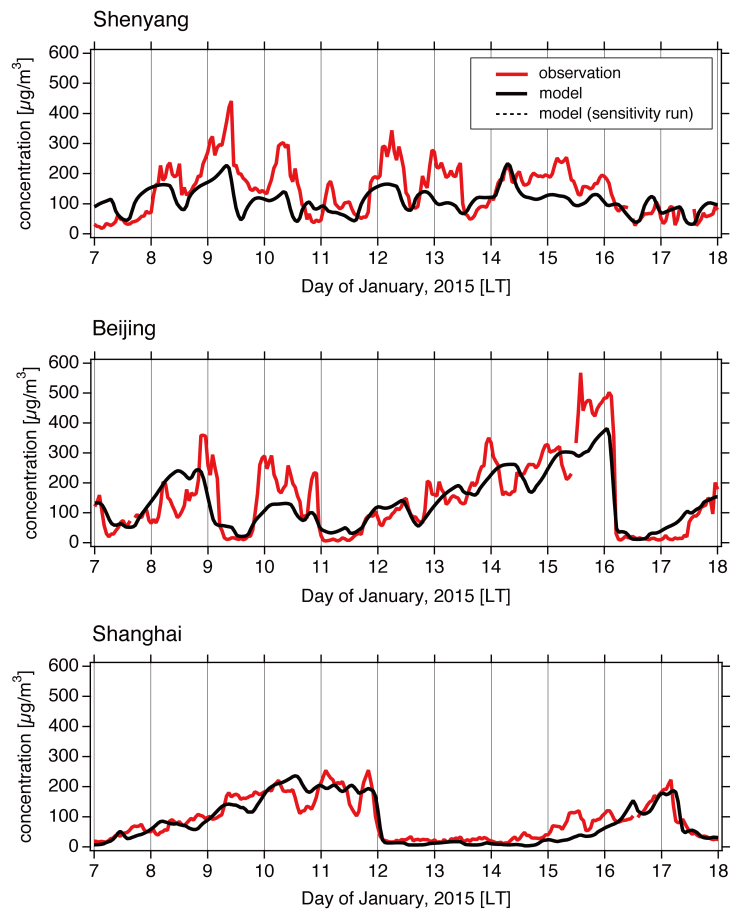 Shenyang
600
500
400
300
200
100
0
concentration [µg/m³]
observation
model
model (sensitivity run)
7 8 9 10 11 12 13 14 15 16 17 18
Day of January, 2015 [LT]
Beijing
600
500
400
300
200
100
0
concentration [µg/m³]
7 8 9 10 11 12 13 14 15 16 17 18
Day of January, 2015 [LT]
Shanghai
600
500
400
300
200
100
0
concentration [µg/m³]
7 8 9 10 11 12 13 14 15 16 17 18
Day of January, 2015 [LT]